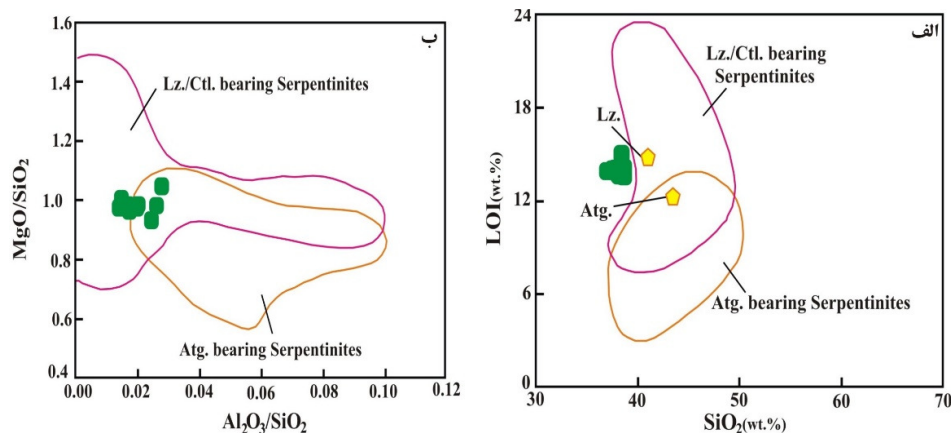 ب
1.6
1.4
1.2
1.0
0.8
0.6
0.4
MgO/SiO₂
Lz./Ctl. bearing Serpentinites
Atg. bearing Serpentinites
0.00 0.02 0.04 0.06 0.08 0.10 0.12
Al₂O₃/SiO₂
الف
24
18
12
6
0
LOI(wt.%)
Lz./Ctl. bearing
Serpentinites
Lz.
Atg.
Atg. bearing Serpentinites
30 40 50 60 70
SiO₂(wt.%)